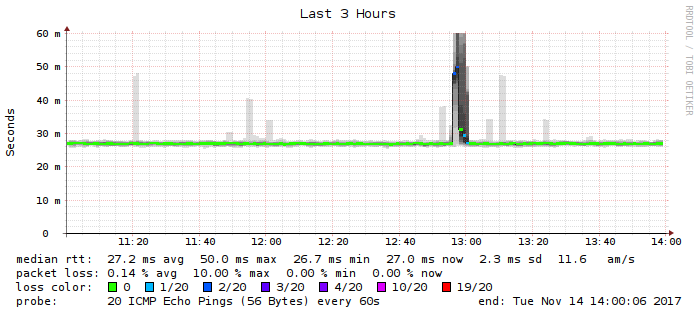 Last 3 Hours
RRDTOOL / TOBI OETIKER
Seconds
60 m
50 m
40 m
30 m
20 m
10 m
0
11:20 11:40 12:00 12:20 12:40 13:00 13:20 13:40 14:00
median rtt: 27.2 ms avg 50.0 ms max 26.7 ms min 27.0 ms now 2.3 ms sd 11.6 am/s
packet loss: 0.14 % avg 10.00 % max 0.00 % min 0.00 % now
loss color: 0 1/20 2/20 3/20 4/20 10/20 19/20
probe: 20 ICMP Echo Pings (56 Bytes) every 60s end: Tue Nov 14 14:00:06 2017